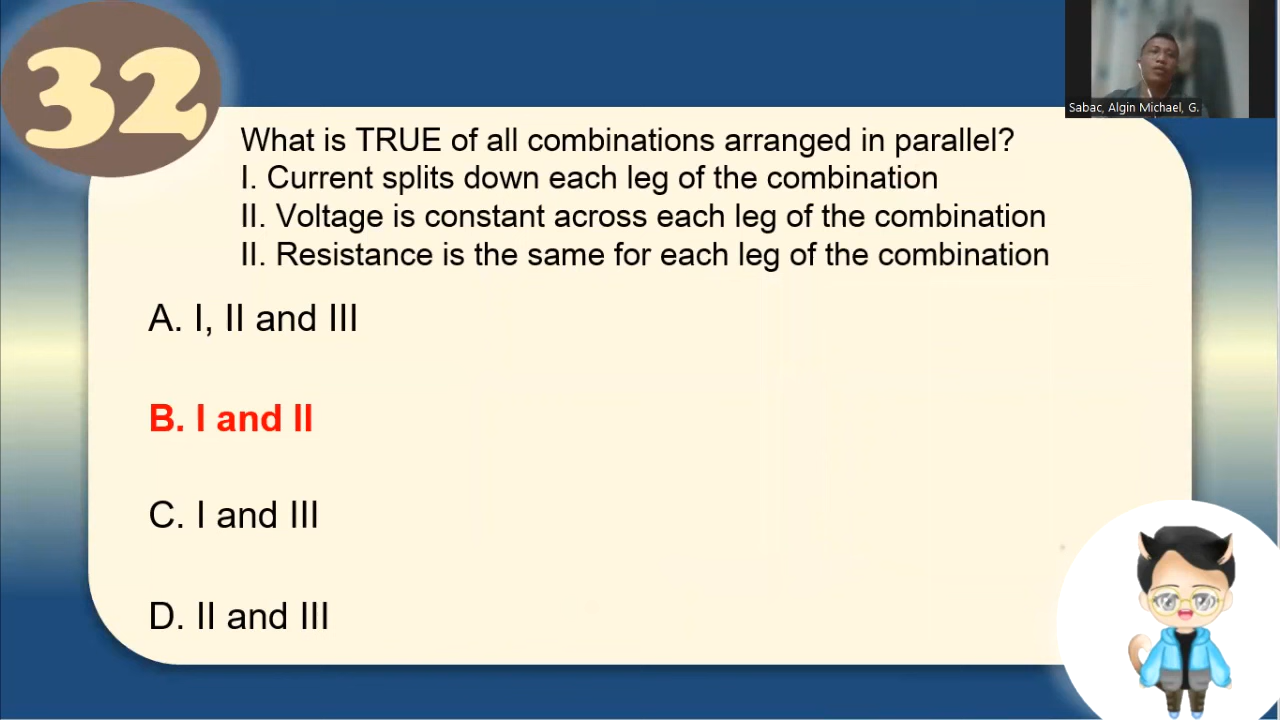 32
Sabac, Algin Michael, G.
What is TRUE of all combinations arranged in parallel?
I. Current splits down each leg of the combination
II. Voltage is constant across each leg of the combination
II. Resistance is the same for each leg of the combination
A. I, II and III
B. I and II
C. I and III
D. II and III